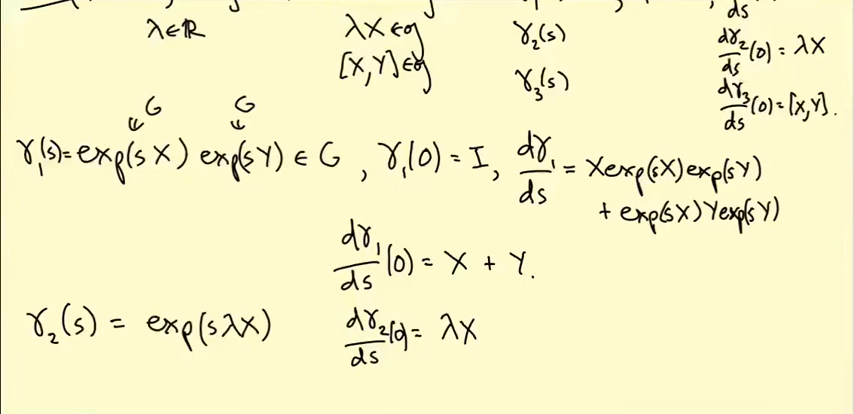 λ∈ℝ λX∈𝔤 γ₂(s) ds
[X,Y]∈𝔤 γ₃(s) dγ₂/ds(0) = λX
dγ₃/ds(0) = [X,Y].
G G
γ₁(s) = exp(sX) exp(sY) ∈ G , γ₁(0) = I, dγ₁/ds = X exp(sX) exp(sY)
+ exp(sX) Y exp(sY)
dγ₁/ds(0) = X + Y.
γ₂(s) = exp(sλX) dγ₂/ds(0) = λX